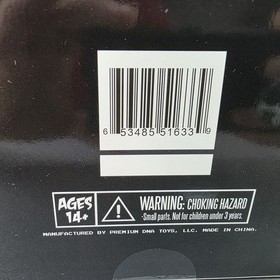 6 53485 51633 9
AGES 14+
WARNING: CHOKING HAZARD
-Small parts. Not for children under 3 years.
MANUFACTURED BY PREMIUM DNA TOYS, LLC. MADE IN CHINA.